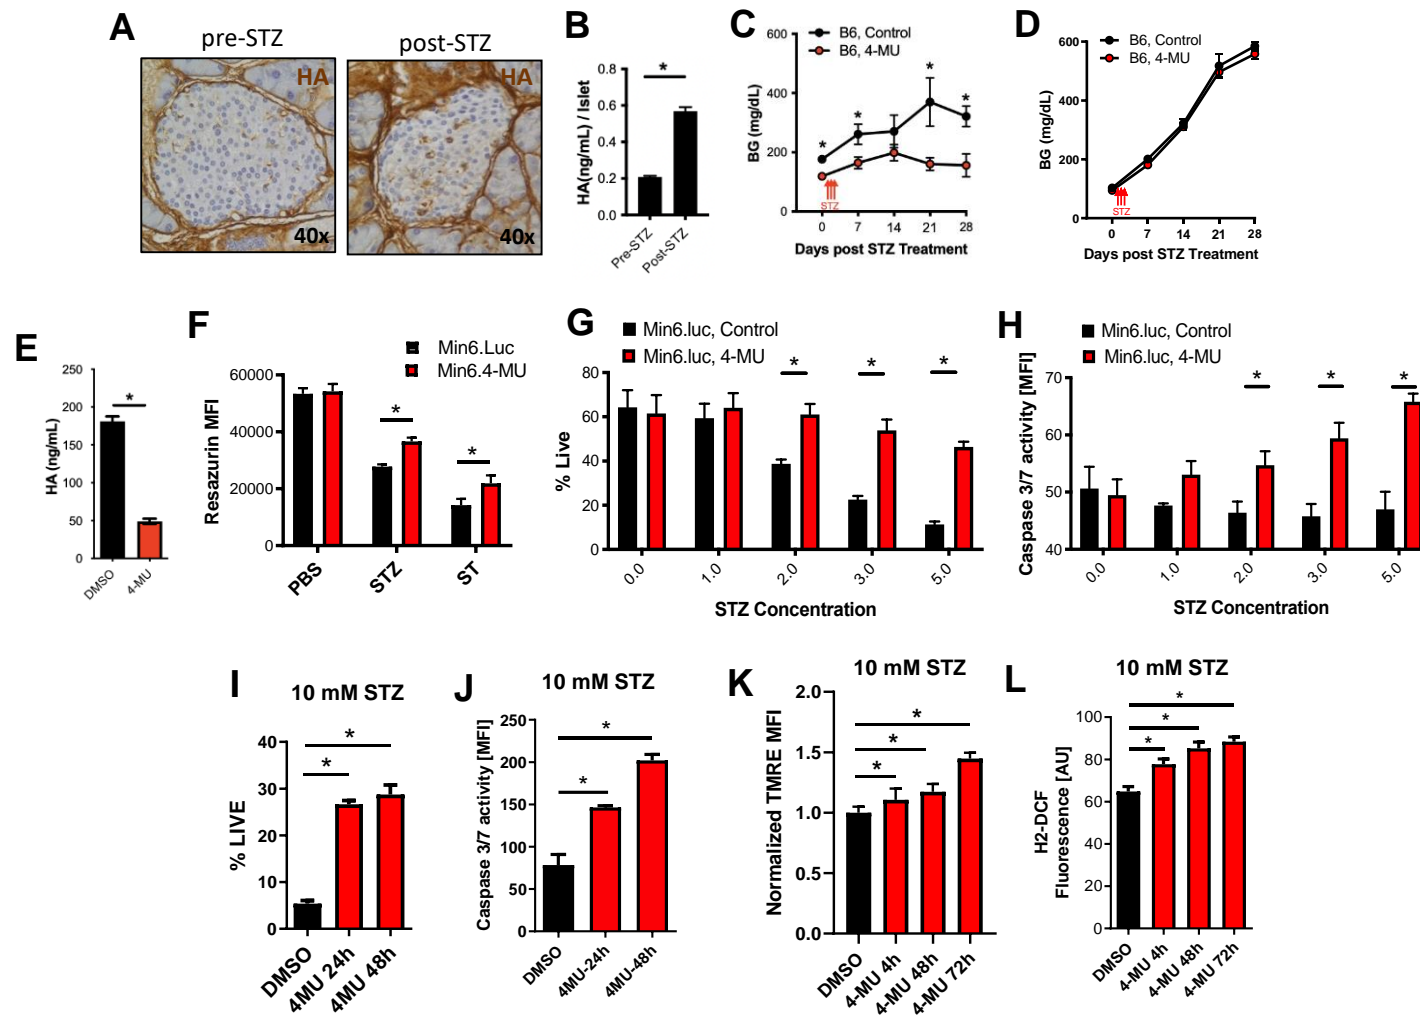 A
pre-STZ
post-STZ
HA
40x
HA
40x
B
HA(ng/mL) / Islet
0.8
0.6
0.4
0.2
0.0
*
Pre-STZ
Post-STZ
C
B6, Control
B6, 4-MU
BG (mg/dL)
600
400
200
0
* * * *
STZ
0 7 14 21 28
Days post STZ Treatment
D
B6, Control
B6, 4-MU
BG (mg/dL)
600
400
200
0
STZ
0 7 14 21 28
Days post STZ Treatment
E
HA (ng/mL)
250
200
150
100
50
0
*
DMSO
4-MU
F
Min6.Luc
Min6.4-MU
Resazurin MFI
60000
40000
20000
0
* *
PBS
STZ
ST
G
Min6.luc, Control
Min6.luc, 4-MU
% Live
80
60
40
20
0
* * *
0.0 1.0 2.0 3.0 5.0
STZ Concentration
H
Min6.luc, Control
Min6.luc, 4-MU
Caspase 3/7 activity [MFI]
70
60
50
40
* * *
0.0 1.0 2.0 3.0 5.0
STZ Concentration
I
10 mM STZ
% LIVE
40
30
20
10
0
*
*
DMSO
4MU 24h
4MU 48h
J
10 mM STZ
Caspase 3/7 activity [MFI]
250
200
150
100
50
0
*
*
DMSO
4MU-24h
4MU-48h
K
10 mM STZ
Normalized TMRE MFI
2.0
1.5
1.0
0.5
0.0
*
*
*
DMSO
4-MU 4h
4-MU 48h
4-MU 72h
L
10 mM STZ
H2-DCF
Fluorescence [AU]
100
80
60
40
20
0
*
*
*
DMSO
4-MU 4h
4-MU 48h
4-MU 72h